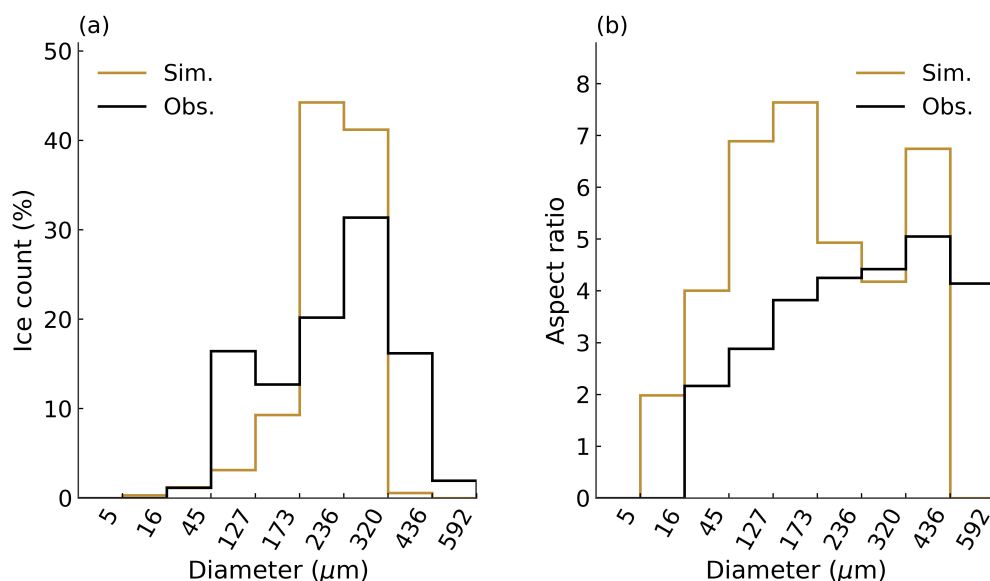 (a)
50
40
30
20
10
0
Ice count (%)
Sim.
Obs.
5 16 45 127 173 236 320 436 592
Diameter (μm)
(b)
8
7
6
5
4
3
2
1
0
Aspect ratio
Sim.
Obs.
5 16 45 127 173 236 320 436 592
Diameter (μm)